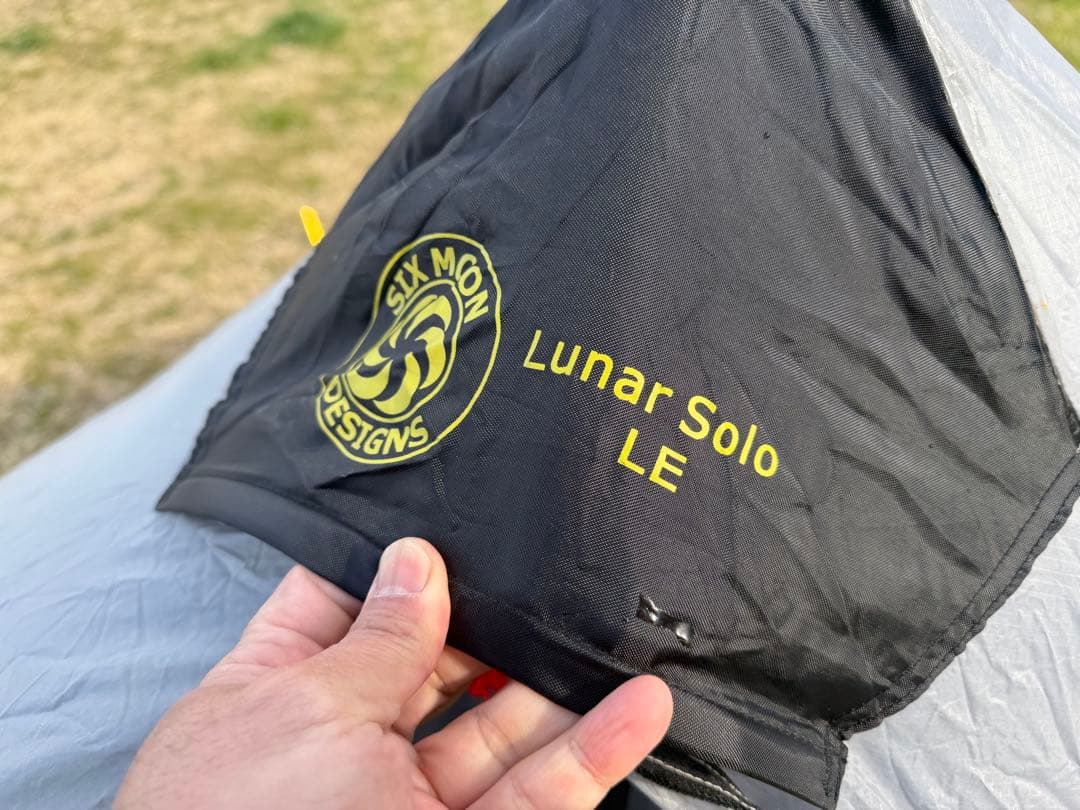 SIX MOON
DESIGNS
Lunar Solo
LE